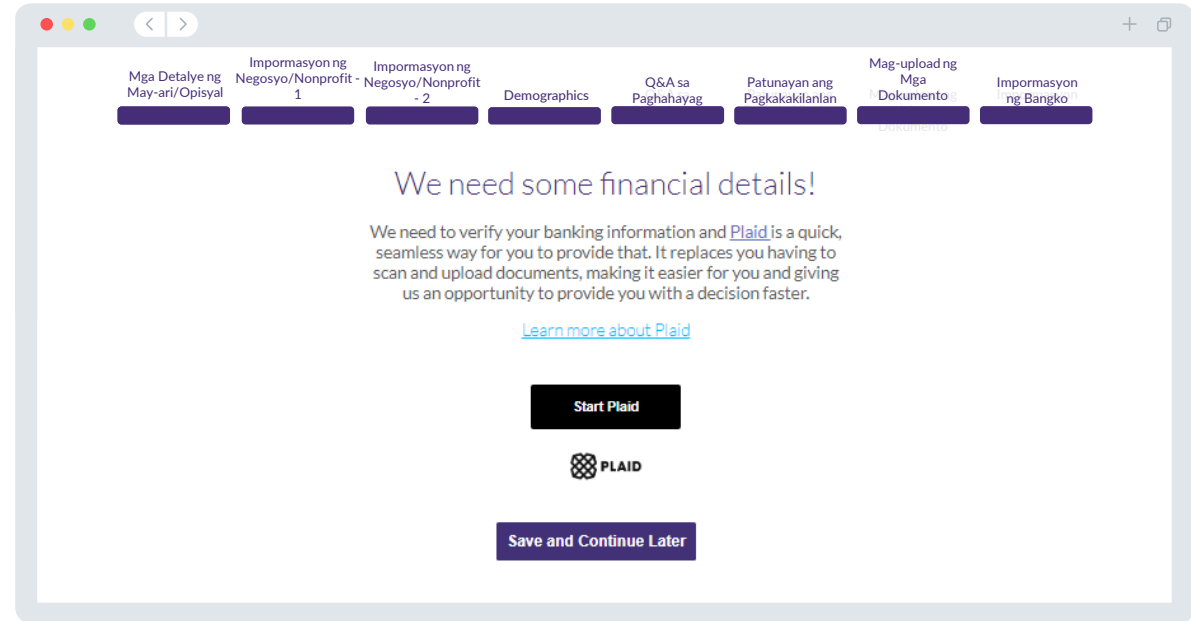 Mga Detalye ng
May-ari/Opisyal
Impormasyon ng
Negosyo/Nonprofit -
1
Impormasyon ng
Negosyo/Nonprofit
- 2
Demographics
Q&A sa
Paghahayag
Patunayan ang
Pagkakakilanlan
Mag-upload ng
Mga
Dokumento
Dokumento
Impormasyon
ng Bangko
We need some financial details!
We need to verify your banking information and Plaid is a quick,
seamless way for you to provide that. It replaces you having to
scan and upload documents, making it easier for you and giving
us an opportunity to provide you with a decision faster.
Learn more about Plaid
Start Plaid
PLAID
Save and Continue Later